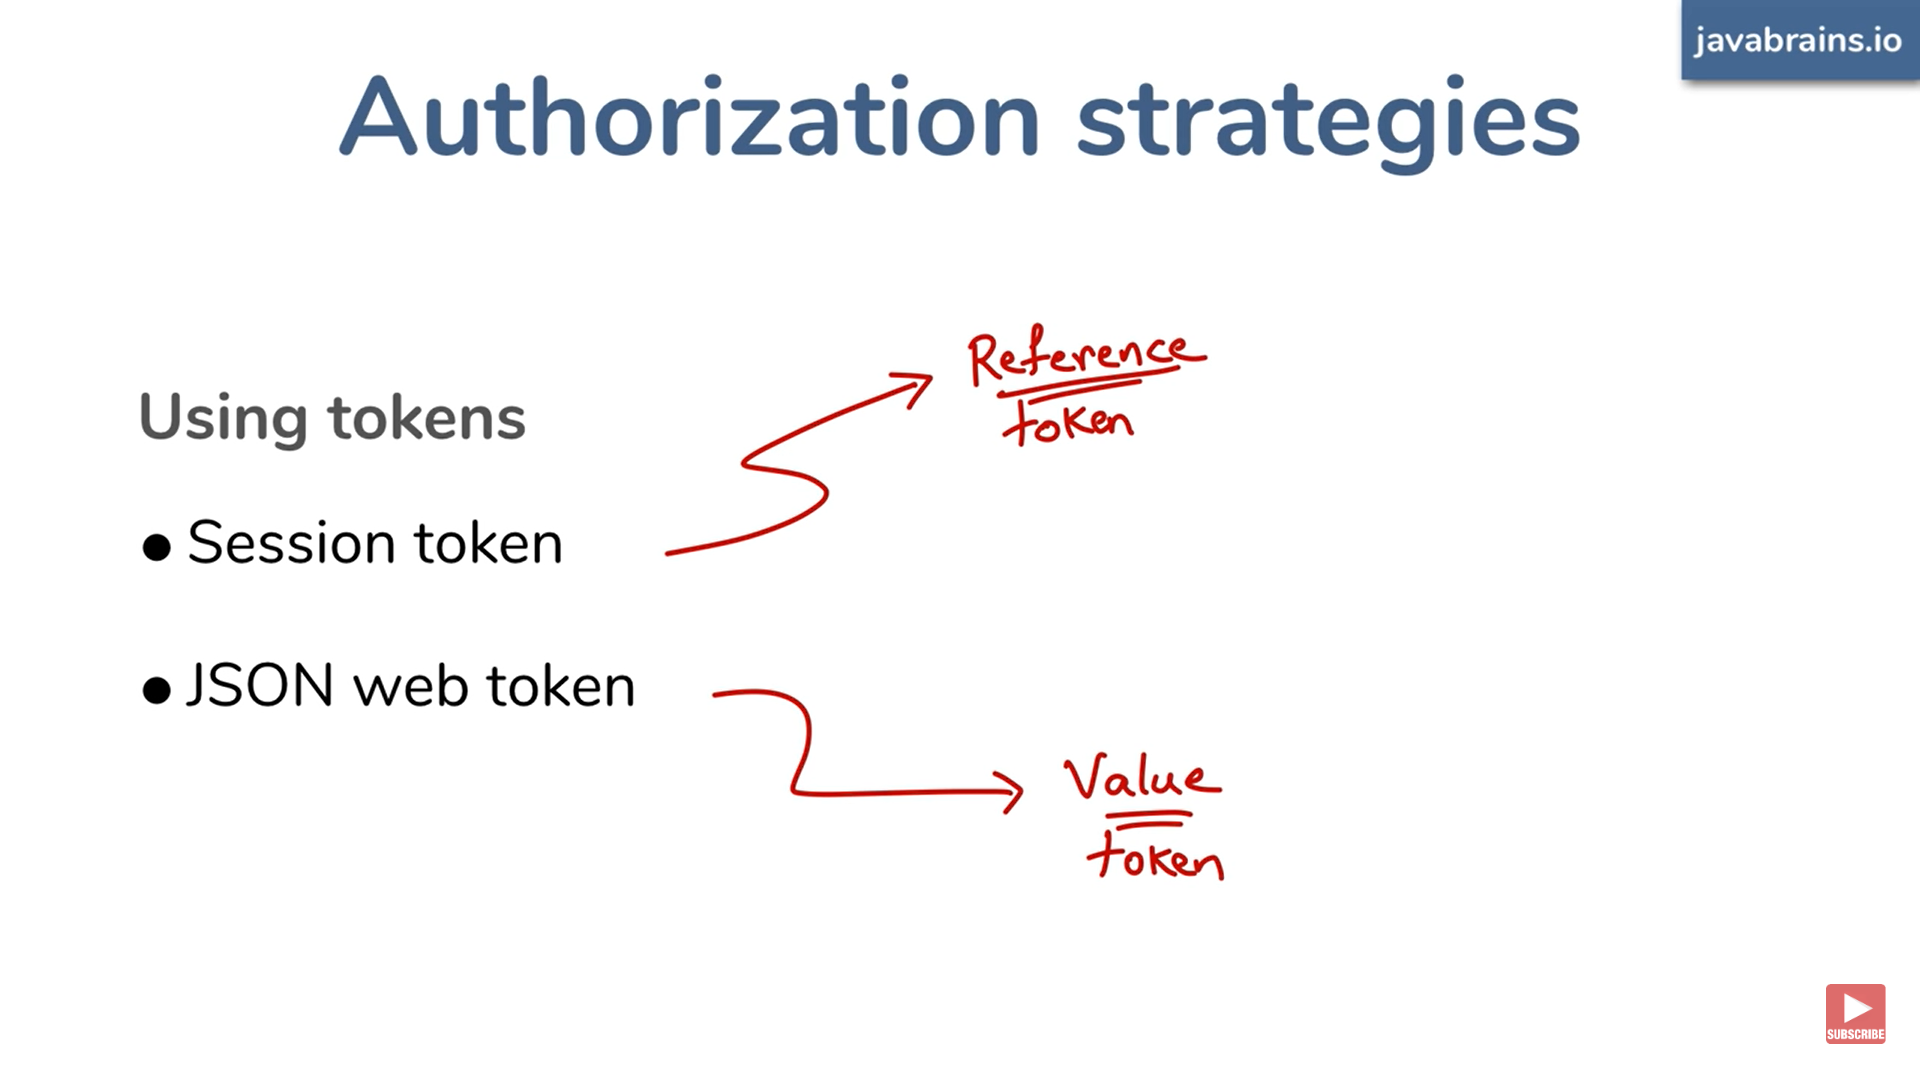 javabrains.io
Authorization strategies
Reference
token
Using tokens
• Session token
• JSON web token
Value
token
SUBSCRIBE